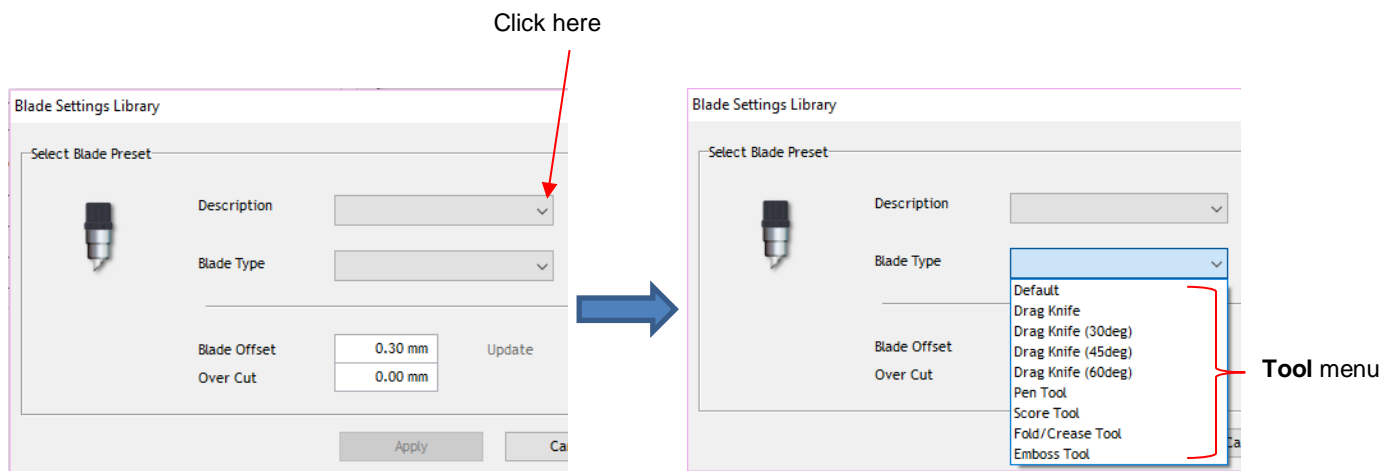 Click here
Blade Settings Library
Select Blade Preset
Description
Blade Type
Blade Offset
0.30 mm
Update
Over Cut
0.00 mm
Apply
Blade Settings Library
Select Blade Preset
Description
Blade Type
Default
Drag Knife
Drag Knife (30deg)
Drag Knife (45deg)
Drag Knife (60deg)
Pen Tool
Score Tool
Fold/Crease Tool
Emboss Tool
Blade Offset
Over Cut
Tool menu